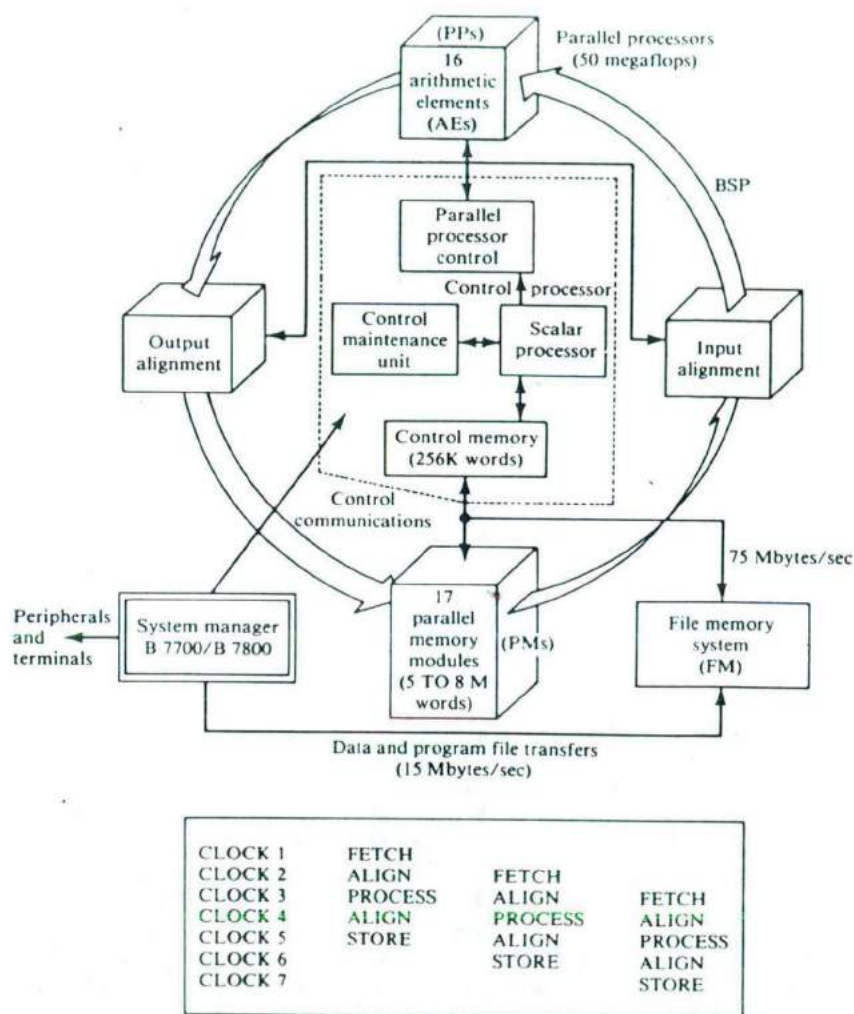 (PPs)
16
arithmetic
elements
(AEs)
Parallel processors
(50 megaflops)
BSP
Parallel
processor
control
Control processor
Control
maintenance
unit
Scalar
processor
Output
alignment
Input
alignment
Control memory
(256K words)
Control
communications
75 Mbytes/sec
17
parallel
memory
modules
(5 TO 8 M
words)
(PMs)
Peripherals
and
terminals
System manager
B 7700/B 7800
File memory
system
(FM)
Data and program file transfers
(15 Mbytes/sec)
CLOCK 1 FETCH
CLOCK 2 ALIGN FETCH
CLOCK 3 PROCESS ALIGN FETCH
CLOCK 4 ALIGN PROCESS ALIGN
CLOCK 5 STORE ALIGN PROCESS
CLOCK 6 STORE ALIGN
CLOCK 7 STORE